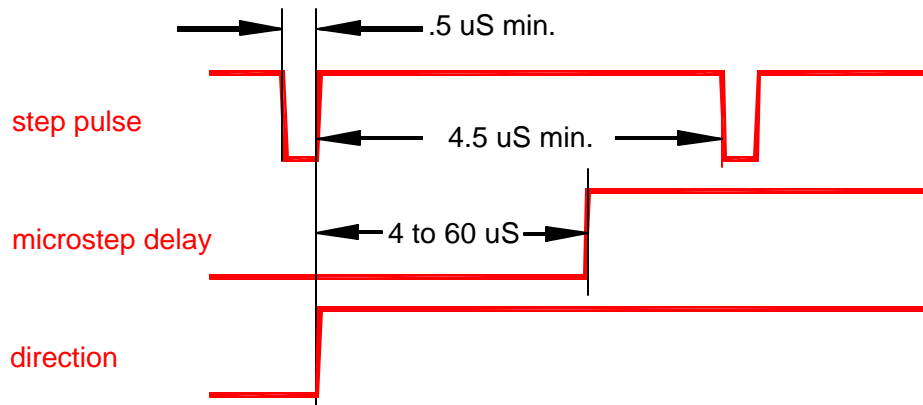 .5 uS min.
step pulse
4.5 uS min.
microstep delay
4 to 60 uS
direction